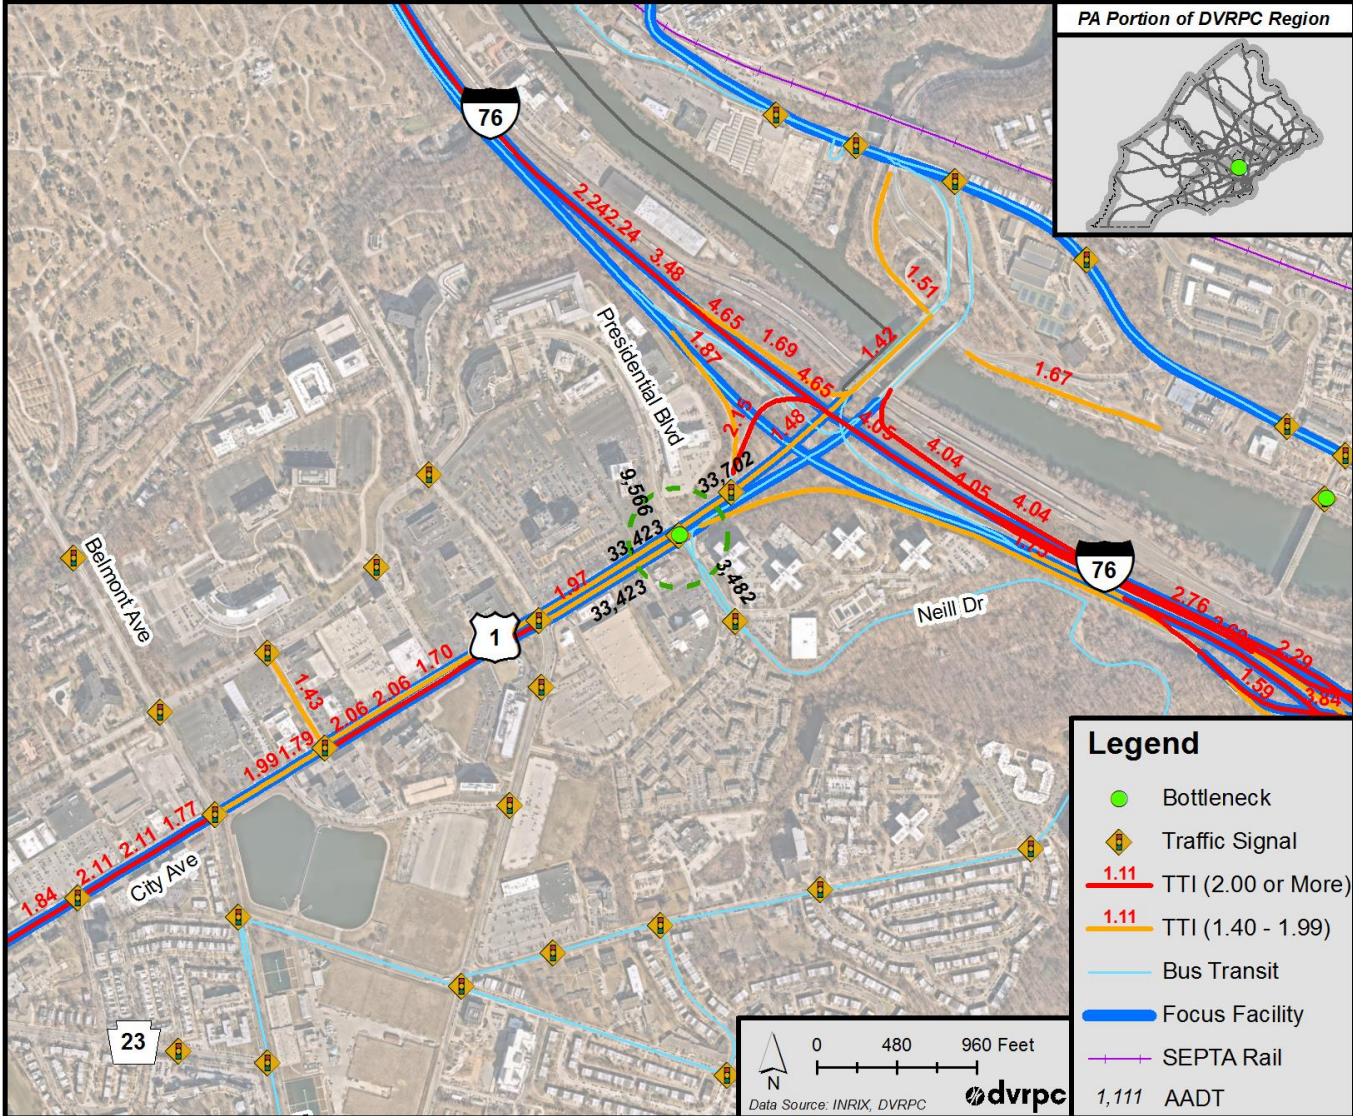 PA Portion of DVRPC Region
76
2.24
2.24
3.48
4.65
1.69
4.65
1.87
1.51
1.42
1.67
Presidential Blvd
2.15
1.48
4.05
4.04
4.05
4.04
33,702
9,566
33,423
33,423
3,482
1.97
76
Belmont Ave
Neill Dr
1
2.76
2.29
1.59
3.84
1.43
1.70
2.06
2.06
1.79
1.99
1.77
2.11
2.11
1.84
City Ave
23
Legend
Bottleneck
Traffic Signal
1.11 TTI (2.00 or More)
1.11 TTI (1.40 - 1.99)
Bus Transit
Focus Facility
SEPTA Rail
1,111 AADT
0 480 960 Feet
N
Data Source: INRIX, DVRPC
dvrpc